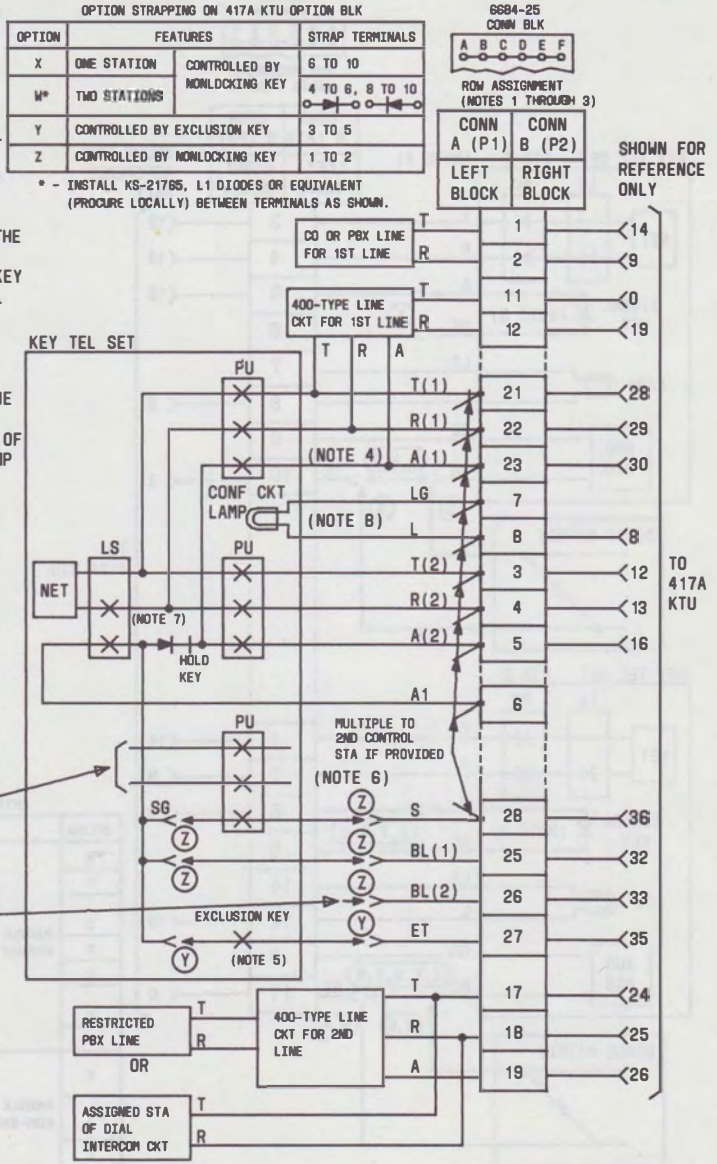 OPTION STRAPPING ON 417A KTU OPTION BLK
OPTION FEATURES STRAP TERMINALS
X ONE STATION CONTROLLED BY NONLOCKING KEY 6 TO 10
W* TWO STATIONS 4 TO 6, 8 TO 10
Y CONTROLLED BY EXCLUSION KEY 3 TO 5
Z CONTROLLED BY NONLOCKING KEY 1 TO 2
* - INSTALL KS-21765, L1 DIODES OR EQUIVALENT
(PROCURE LOCALLY) BETWEEN TERMINALS AS SHOWN.
66B4-25
CONN BLK
A B C D E F
ROW ASSIGNMENT
(NOTES 1 THROUGH 3)
CONN A (P1) CONN B (P2)
LEFT BLOCK RIGHT BLOCK
SHOWN FOR
REFERENCE
ONLY
THE
KEY
OF
CO OR PBX LINE
FOR 1ST LINE
T 1 14
R 2 9
400-TYPE LINE
CKT FOR 1ST LINE
T 11 0
R 12 19
T R A
KEY TEL SET
PU
T(1) 21 28
R(1) 22 29
(NOTE 4) A(1) 23 30
CONF CKT
LAMP
LG 7
(NOTE 8) L 8 8
LS
PU
NET
T(2) 3 12
R(2) 4 13
(NOTE 7)
A(2) 5 16
HOLD
KEY
TO
417A
KTU
A1 6
PU
MULTIPLE TO
2ND CONTROL
STA IF PROVIDED
(NOTE 6)
SG Z Z S 28 36
Z Z BL(1) 25 32
Z BL(2) 26 33
EXCLUSION KEY
Y Y ET 27 35
(NOTE 5)
RESTRICTED
PBX LINE
T
R
400-TYPE LINE
CKT FOR 2ND
LINE
T 17 24
R 18 25
A 19 26
OR
ASSIGNED STA
OF DIAL
INTERCOM CKT
T
R